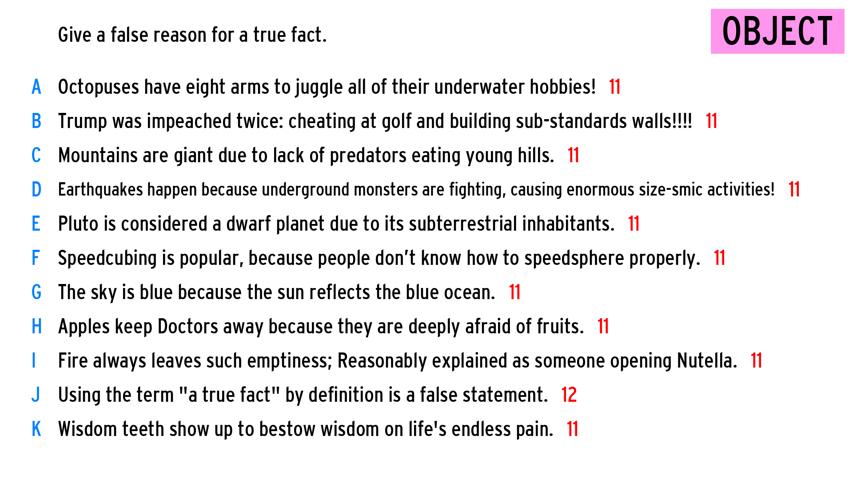 Give a false reason for a true fact.
OBJECT
A Octopuses have eight arms to juggle all of their underwater hobbies! 11
B Trump was impeached twice: cheating at golf and building sub-standards walls!!!! 11
C Mountains are giant due to lack of predators eating young hills. 11
D Earthquakes happen because underground monsters are fighting, causing enormous size-smic activities! 11
E Pluto is considered a dwarf planet due to its subterrestrial inhabitants. 11
F Speedcubing is popular, because people don’t know how to speedsphere properly. 11
G The sky is blue because the sun reflects the blue ocean. 11
H Apples keep Doctors away because they are deeply afraid of fruits. 11
I Fire always leaves such emptiness; Reasonably explained as someone opening Nutella. 11
J Using the term "a true fact" by definition is a false statement. 12
K Wisdom teeth show up to bestow wisdom on life's endless pain. 11